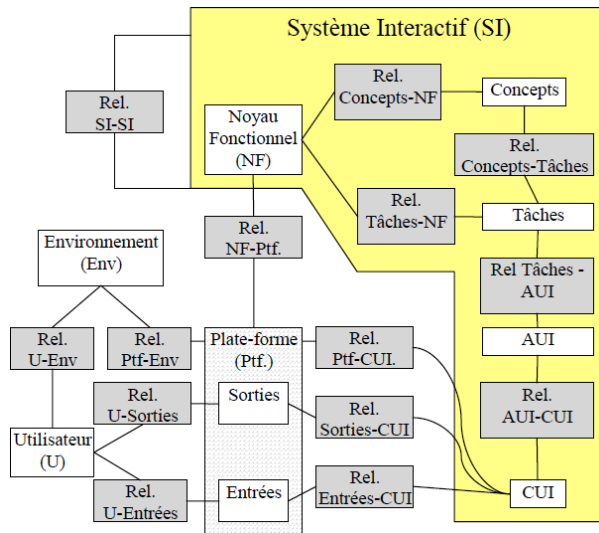 Système Interactif (SI)
Rel.
Concepts-NF
Concepts
Rel.
SI-SI
Noyau
Fonctionnel
(NF)
Rel.
Concepts-Tâches
Rel.
Tâches-NF
Tâches
Environnement
(Env)
Rel.
NF-Ptf.
Rel Tâches -
AUI
Rel.
U-Env
Rel.
Ptf-Env
Plate-forme
(Ptf.)
Rel.
Ptf-CUI.
AUI
Rel.
U-Sorties
Sorties
Rel.
Sorties-CUI
Rel.
AUI-CUI
Utilisateur
(U)
Rel.
U-Entrées
Entrées
Rel.
Entrées-CUI
CUI